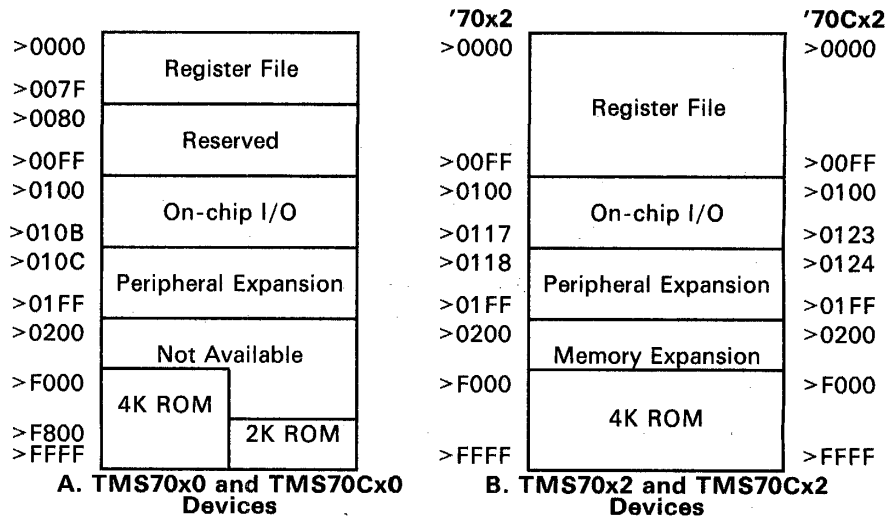 >0000
Register File
>007F
>0080
Reserved
>00FF
>0100
On-chip I/O
>010B
>010C
Peripheral Expansion
>01FF
>0200
Not Available
>F000
4K ROM
>F800
2K ROM
>FFFF
A. TMS70x0 and TMS70Cx0
Devices
'70x2
'70Cx2
>0000
>0000
Register File
>00FF
>00FF
>0100
>0100
On-chip I/O
>0117
>0123
>0118
>0124
Peripheral Expansion
>01FF
>01FF
>0200
>0200
Memory Expansion
>F000
>F000
4K ROM
>FFFF
>FFFF
B. TMS70x2 and TMS70Cx2
Devices